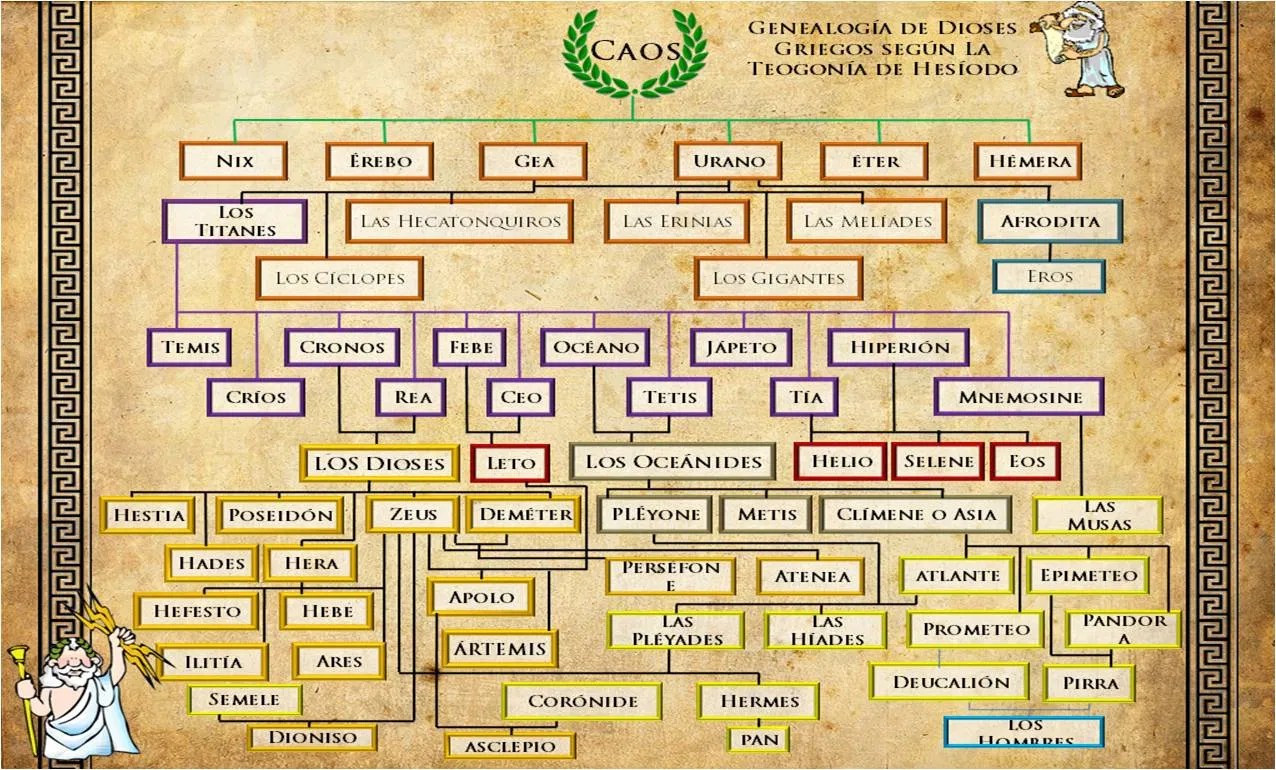 CAOS
GENEALOGÍA DE DIOSES
GRIEGOS SEGÚN LA
TEOGONÍA DE HESÍODO
NIX
ÉREBO
GEA
URANO
ÉTER
HÉMERA
LOS
TITANES
LAS HECATONQUIROS
LAS ERINIAS
LAS MELÍADES
AFRODITA
LOS CÍCLOPES
LOS GIGANTES
EROS
TEMIS
CRONOS
FEBE
OCÉANO
JÁPETO
HIPERIÓN
CRÍOS
REA
CEO
TETIS
TÍA
MNEMOSINE
LOS DIOSES
LETO
LOS OCEÁNIDES
HELIO
SELENE
EOS
HESTIA
POSEIDÓN
ZEUS
DEMÉTER
PLÉYONE
METIS
CLÍMENE O ASIA
LAS
MUSAS
HADES
HERA
PERSÉFON
E
ATENEA
ATLANTE
EPIMETEO
HEFESTO
HEBE
APOLO
LAS
PLÉYADES
LAS
HÍADES
PROMETEO
PANDOR
A
ILITÍA
ARES
ÁRTEMIS
DEUCALIÓN
PIRRA
SEMELE
CORÓNIDE
HERMES
DIONISO
ASCLEPIO
PAN
LOS
HOMBRES